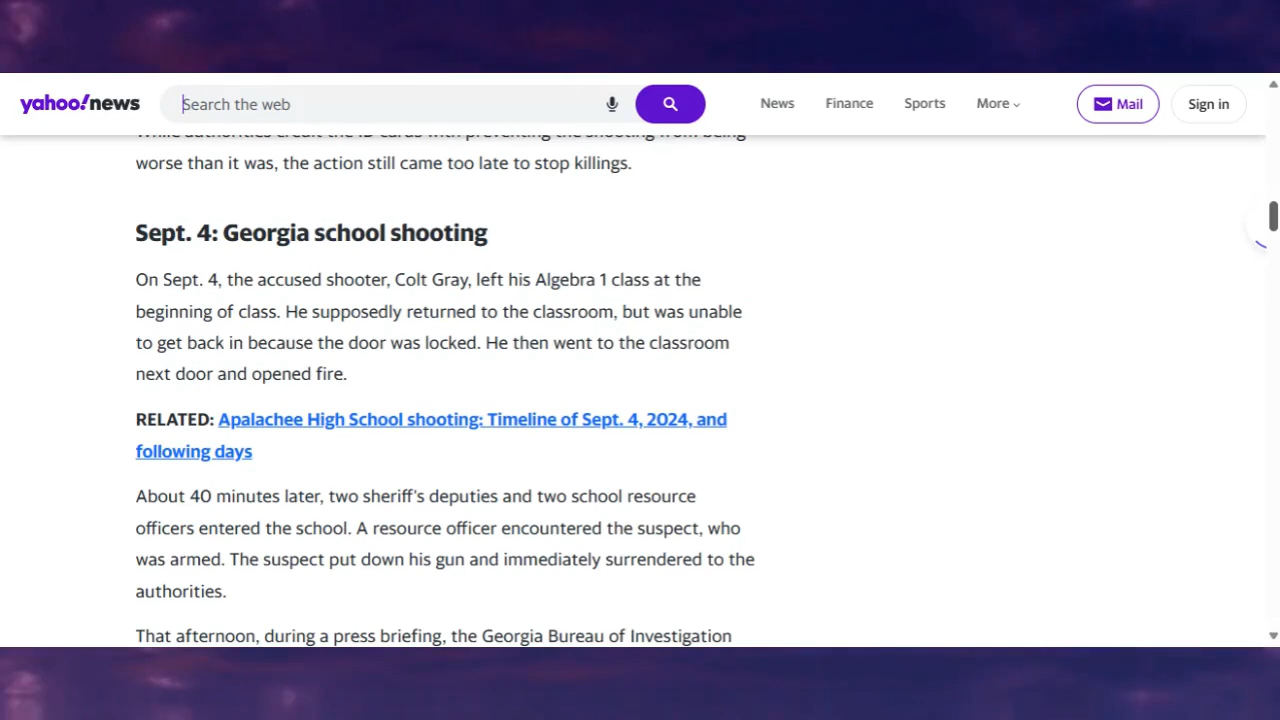 yahoo!news
Search the web
News
Finance
Sports
More
Mail
Sign in
While authorities credit the ID cards with preventing the shooting from being
worse than it was, the action still came too late to stop killings.
Sept. 4: Georgia school shooting
On Sept. 4, the accused shooter, Colt Gray, left his Algebra 1 class at the
beginning of class. He supposedly returned to the classroom, but was unable
to get back in because the door was locked. He then went to the classroom
next door and opened fire.
RELATED: Apalachee High School shooting: Timeline of Sept. 4, 2024, and
following days
About 40 minutes later, two sheriff's deputies and two school resource
officers entered the school. A resource officer encountered the suspect, who
was armed. The suspect put down his gun and immediately surrendered to the
authorities.
That afternoon, during a press briefing, the Georgia Bureau of Investigation